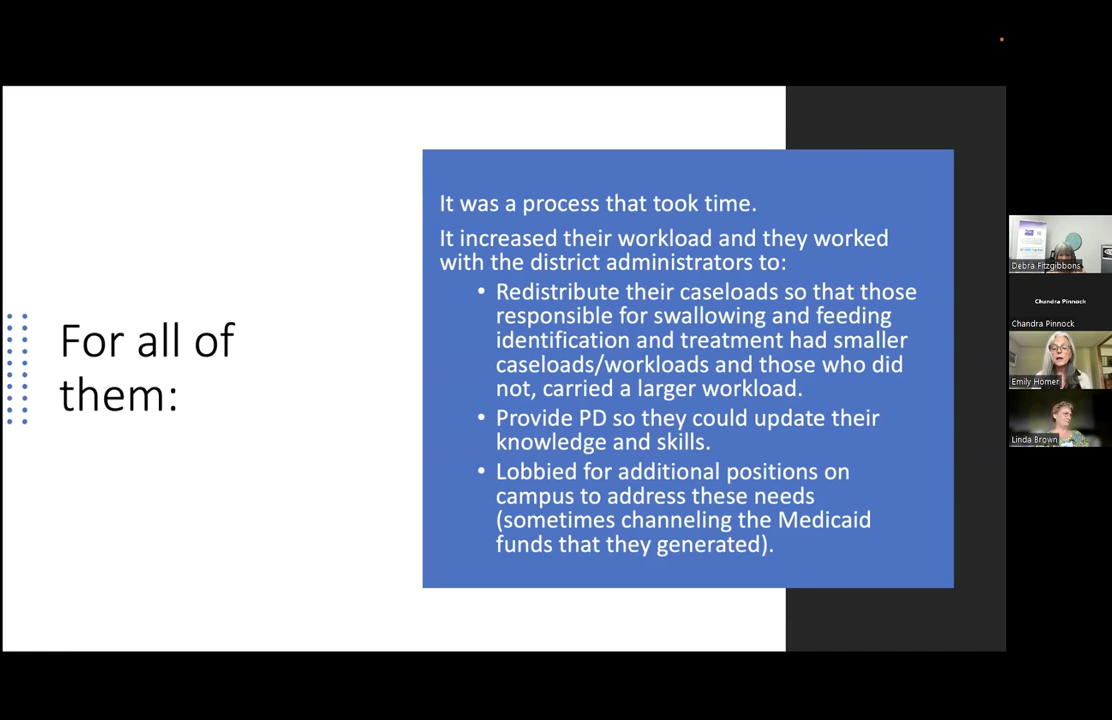 For all of
them:
It was a process that took time.
It increased their workload and they worked
with the district administrators to:
• Redistribute their caseloads so that those
responsible for swallowing and feeding
identification and treatment had smaller
caseloads/workloads and those who did
not, carried a larger workload.
• Provide PD so they could update their
knowledge and skills.
• Lobbied for additional positions on
campus to address these needs
(sometimes channeling the Medicaid
funds that they generated).
Debra Fitzgibbons
Chandra Pinnock
Chandra Pinnock
Emily Homer
Linda Brown